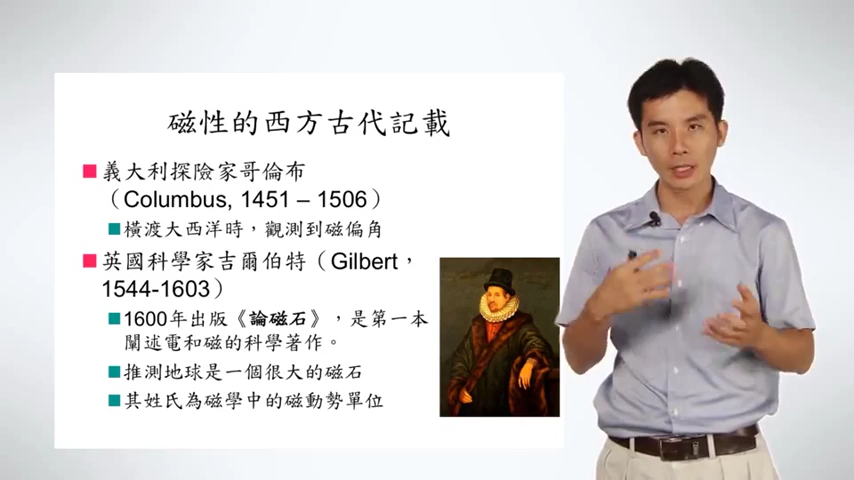 磁性的西方古代記載
義大利探險家哥倫布
（Columbus, 1451 – 1506）
橫渡大西洋時，觀測到磁偏角
英國科學家吉爾伯特（Gilbert，
1544-1603）
1600年出版《論磁石》，是第一本
闡述電和磁的科學著作。
推測地球是一個很大的磁石
其姓氏為磁學中的磁動勢單位